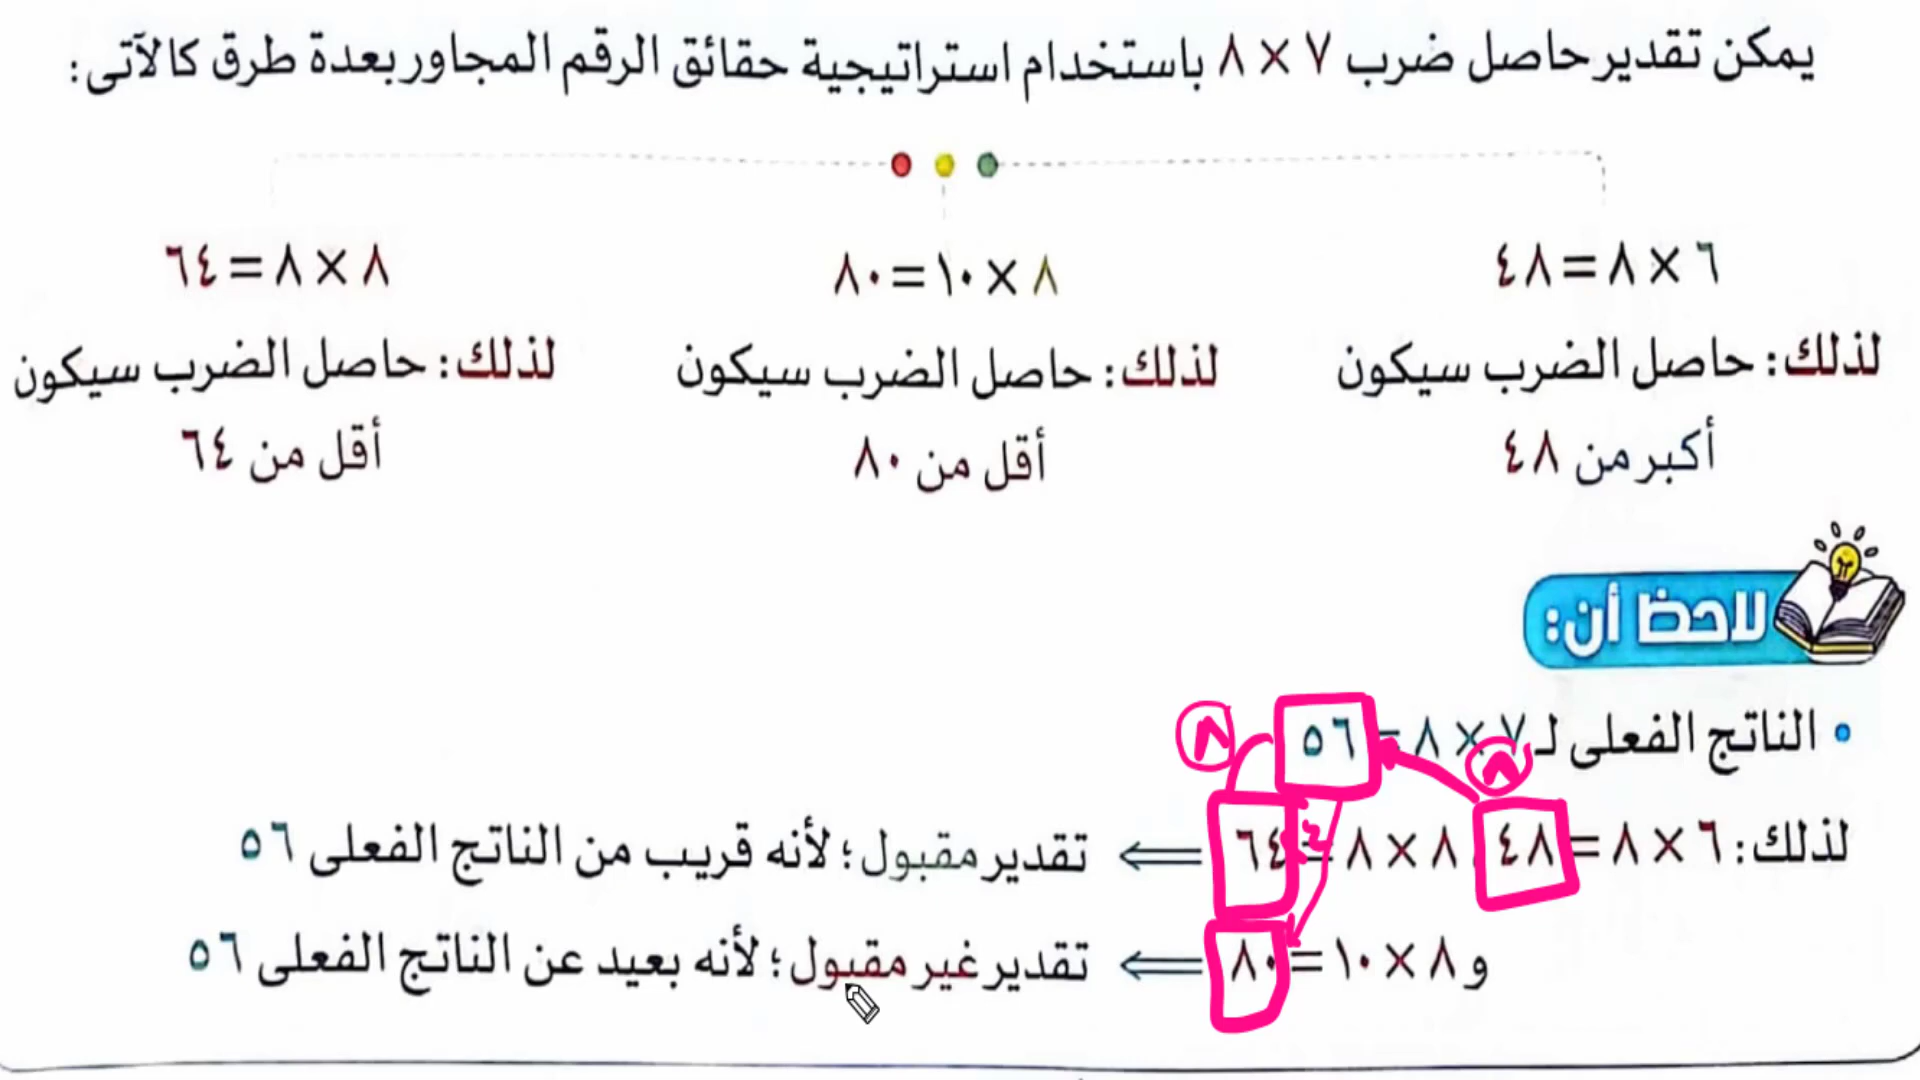 يمكن تقدير حاصل ضرب ٧ × ٨ باستخدام استراتيجية حقائق الرقم المجاور بعدة طرق كالآتى:
٦ × ٨ = ٤٨
لذلك: حاصل الضرب سيكون
أكبر من ٤٨
٨ × ١٠ = ٨٠
لذلك: حاصل الضرب سيكون
أقل من ٨٠
٨ × ٨ = ٦٤
لذلك: حاصل الضرب سيكون
أقل من ٦٤
لاحظ أن:
• الناتج الفعلى لـ ٧ × ٨ = ٥٦
٨
٨
لذلك: ٦ × ٨ = ٤٨ ٨ × ٨ = ٦٤ ⟸ تقدير مقبول؛ لأنه قريب من الناتج الفعلى ٥٦
و ٨ × ١٠ = ٨٠ ⟸ تقدير غير مقبول؛ لأنه بعيد عن الناتج الفعلى ٥٦